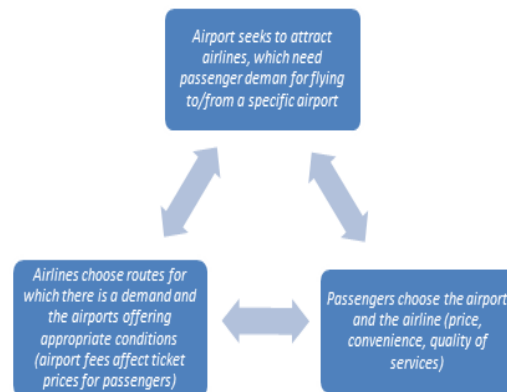 Airport seeks to attract
airlines, which need
passenger deman for flying
to/from a specific airport
Airlines choose routes for
which there is a demand and
the airports offering
appropriate conditions
(airport fees affect ticket
prices for passengers)
Passengers choose the airport
and the airline (price,
convenience, quality of
services)